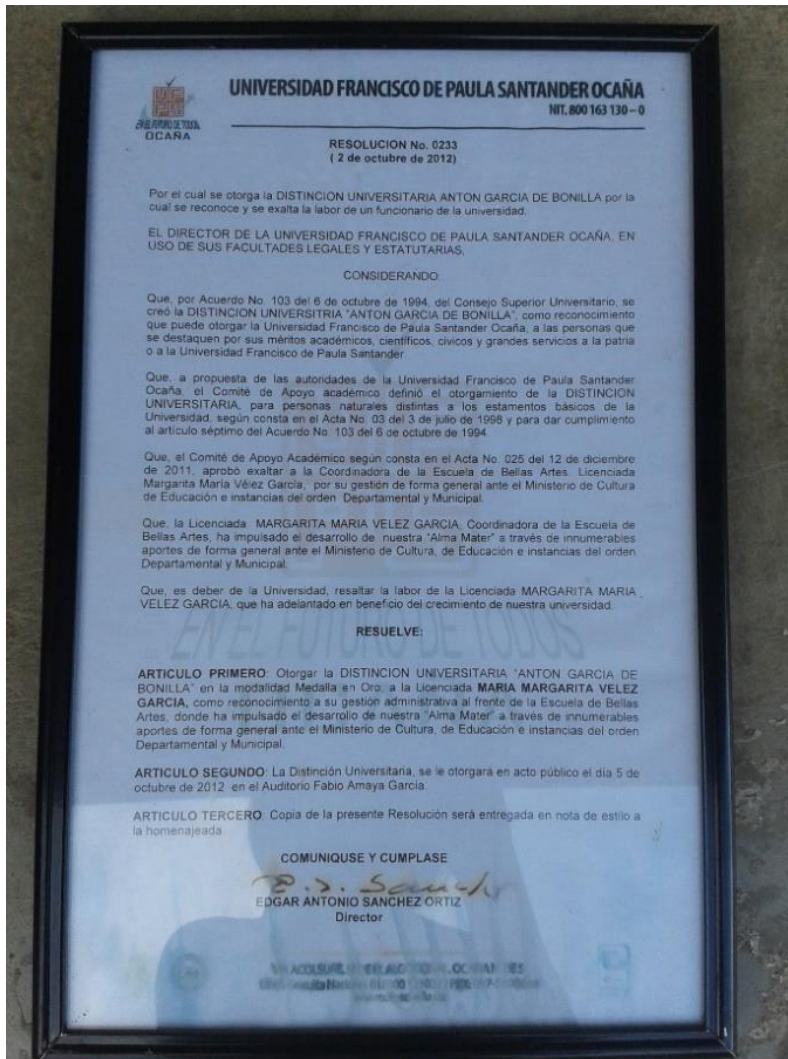 UNIVERSIDAD FRANCISCO DE PAULA SANTANDER OCAÑA
NIT. 800 163 130 – 0
OCAÑA
RESOLUCION No. 0233
( 2 de octubre de 2012)
Por el cual se otorga la DISTINCION UNIVERSITARIA ANTON GARCIA DE BONILLA por la
cual se reconoce y se exalta la labor de un funcionario de la universidad.
EL DIRECTOR DE LA UNIVERSIDAD FRANCISCO DE PAULA SANTANDER OCAÑA, EN
USO DE SUS FACULTADES LEGALES Y ESTATUTARIAS,
CONSIDERANDO:
Que, por Acuerdo No. 103 del 6 de octubre de 1994, del Consejo Superior Universitario, se
creó la DISTINCION UNIVERSITRIA "ANTON GARCIA DE BONILLA", como reconocimiento
que puede otorgar la Universidad Francisco de Paula Santander Ocaña, a las personas que
se destaquen por sus méritos académicos, científicos, cívicos y grandes servicios a la patria
o a la Universidad Francisco de Paula Santander
Que, a propuesta de las autoridades de la Universidad Francisco de Paula Santander
Ocaña, el Comité de Apoyo académico definió el otorgamiento de la DISTINCION
UNIVERSITARIA, para personas naturales distintas a los estamentos básicos de la
Universidad, según consta en el Acta No. 03 del 3 de julio de 1998 y para dar cumplimiento
al artículo séptimo del Acuerdo No. 103 del 6 de octubre de 1994.
Que, el Comité de Apoyo Académico según consta en el Acta No. 025 del 12 de diciembre
de 2011, aprobó exaltar a la Coordinadora de la Escuela de Bellas Artes. Licenciada
Margarita María Vélez García, por su gestión de forma general ante el Ministerio de Cultura
de Educación e instancias del orden Departamental y Municipal.
Que, la Licenciada MARGARITA MARIA VELEZ GARCIA, Coordinadora de la Escuela de
Bellas Artes, ha impulsado el desarrollo de nuestra "Alma Mater" a través de innumerables
aportes de forma general ante el Ministerio de Cultura, de Educación e instancias del orden
Departamental y Municipal.
Que, es deber de la Universidad, resaltar la labor de la Licenciada MARGARITA MARIA
VELEZ GARCIA, que ha adelantado en beneficio del crecimiento de nuestra universidad.
EN EL FUTURO DE TODOS
RESUELVE:
ARTICULO PRIMERO: Otorgar la DISTINCION UNIVERSITARIA "ANTON GARCIA DE
BONILLA" en la modalidad Medalla en Oro, a la Licenciada MARIA MARGARITA VELEZ
GARCIA, como reconocimiento a su gestión administrativa al frente de la Escuela de Bellas
Artes, donde ha impulsado el desarrollo de nuestra "Alma Mater" a través de innumerables
aportes de forma general ante el Ministerio de Cultura, de Educación e instancias del orden
Departamental y Municipal.
ARTICULO SEGUNDO: La Distinción Universitaria, se le otorgará en acto público el día 5 de
octubre de 2012 en el Auditorio Fabio Amaya García.
ARTICULO TERCERO: Copia de la presente Resolución será entregada en nota de estilo a
la homenajeada
COMUNIQUSE Y CUMPLASE
EDGAR ANTONIO SANCHEZ ORTIZ
Director